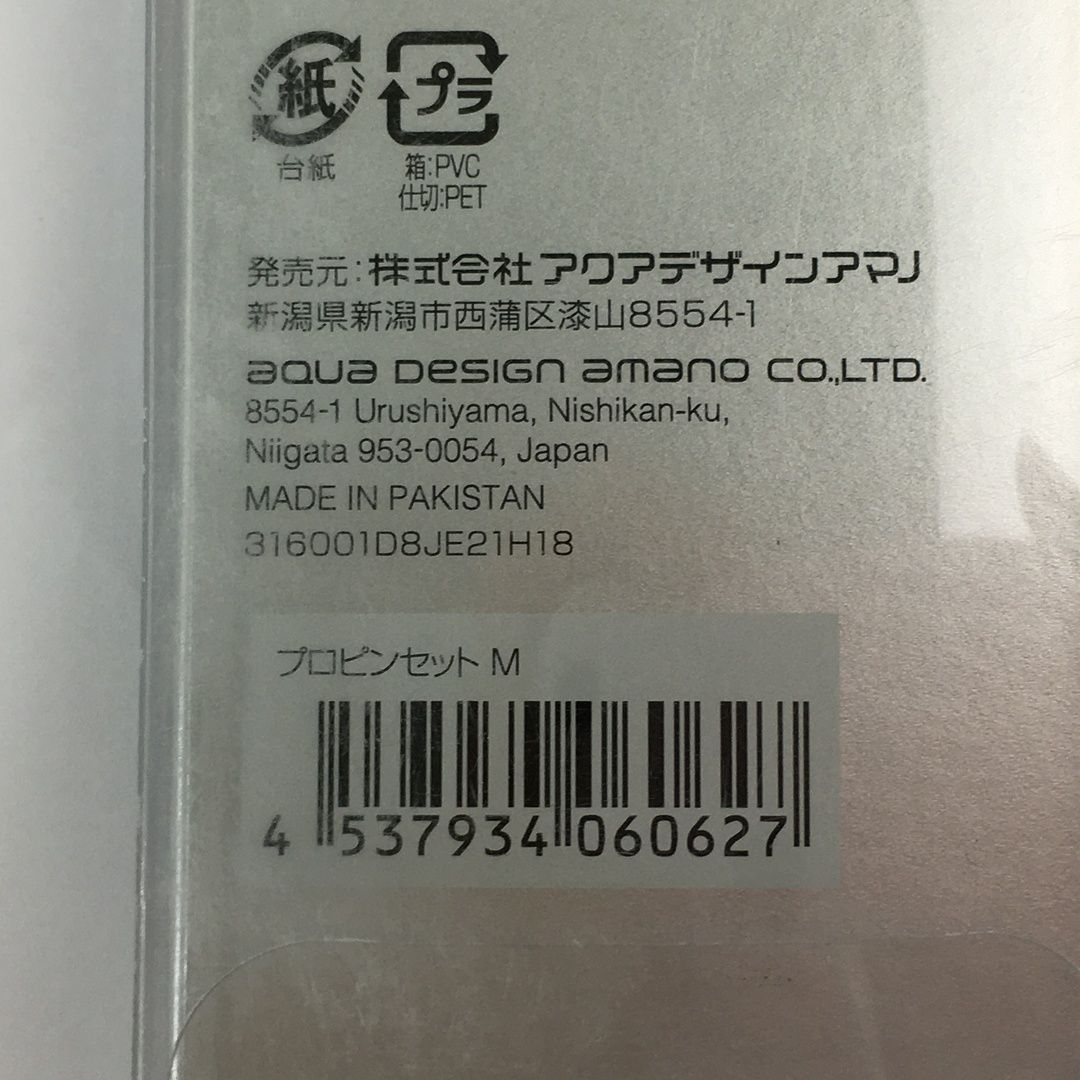 紙 プラ
台紙 箱:PVC
仕切:PET
発売元:株式会社アクアデザインアマノ
新潟県新潟市西蒲区漆山8554-1
aqua Design amano CO.,LTD.
8554-1 Urushiyama, Nishikan-ku,
Niigata 953-0054, Japan
MADE IN PAKISTAN
316001D8JE21H18
プロピンセット M
4 537934 060627